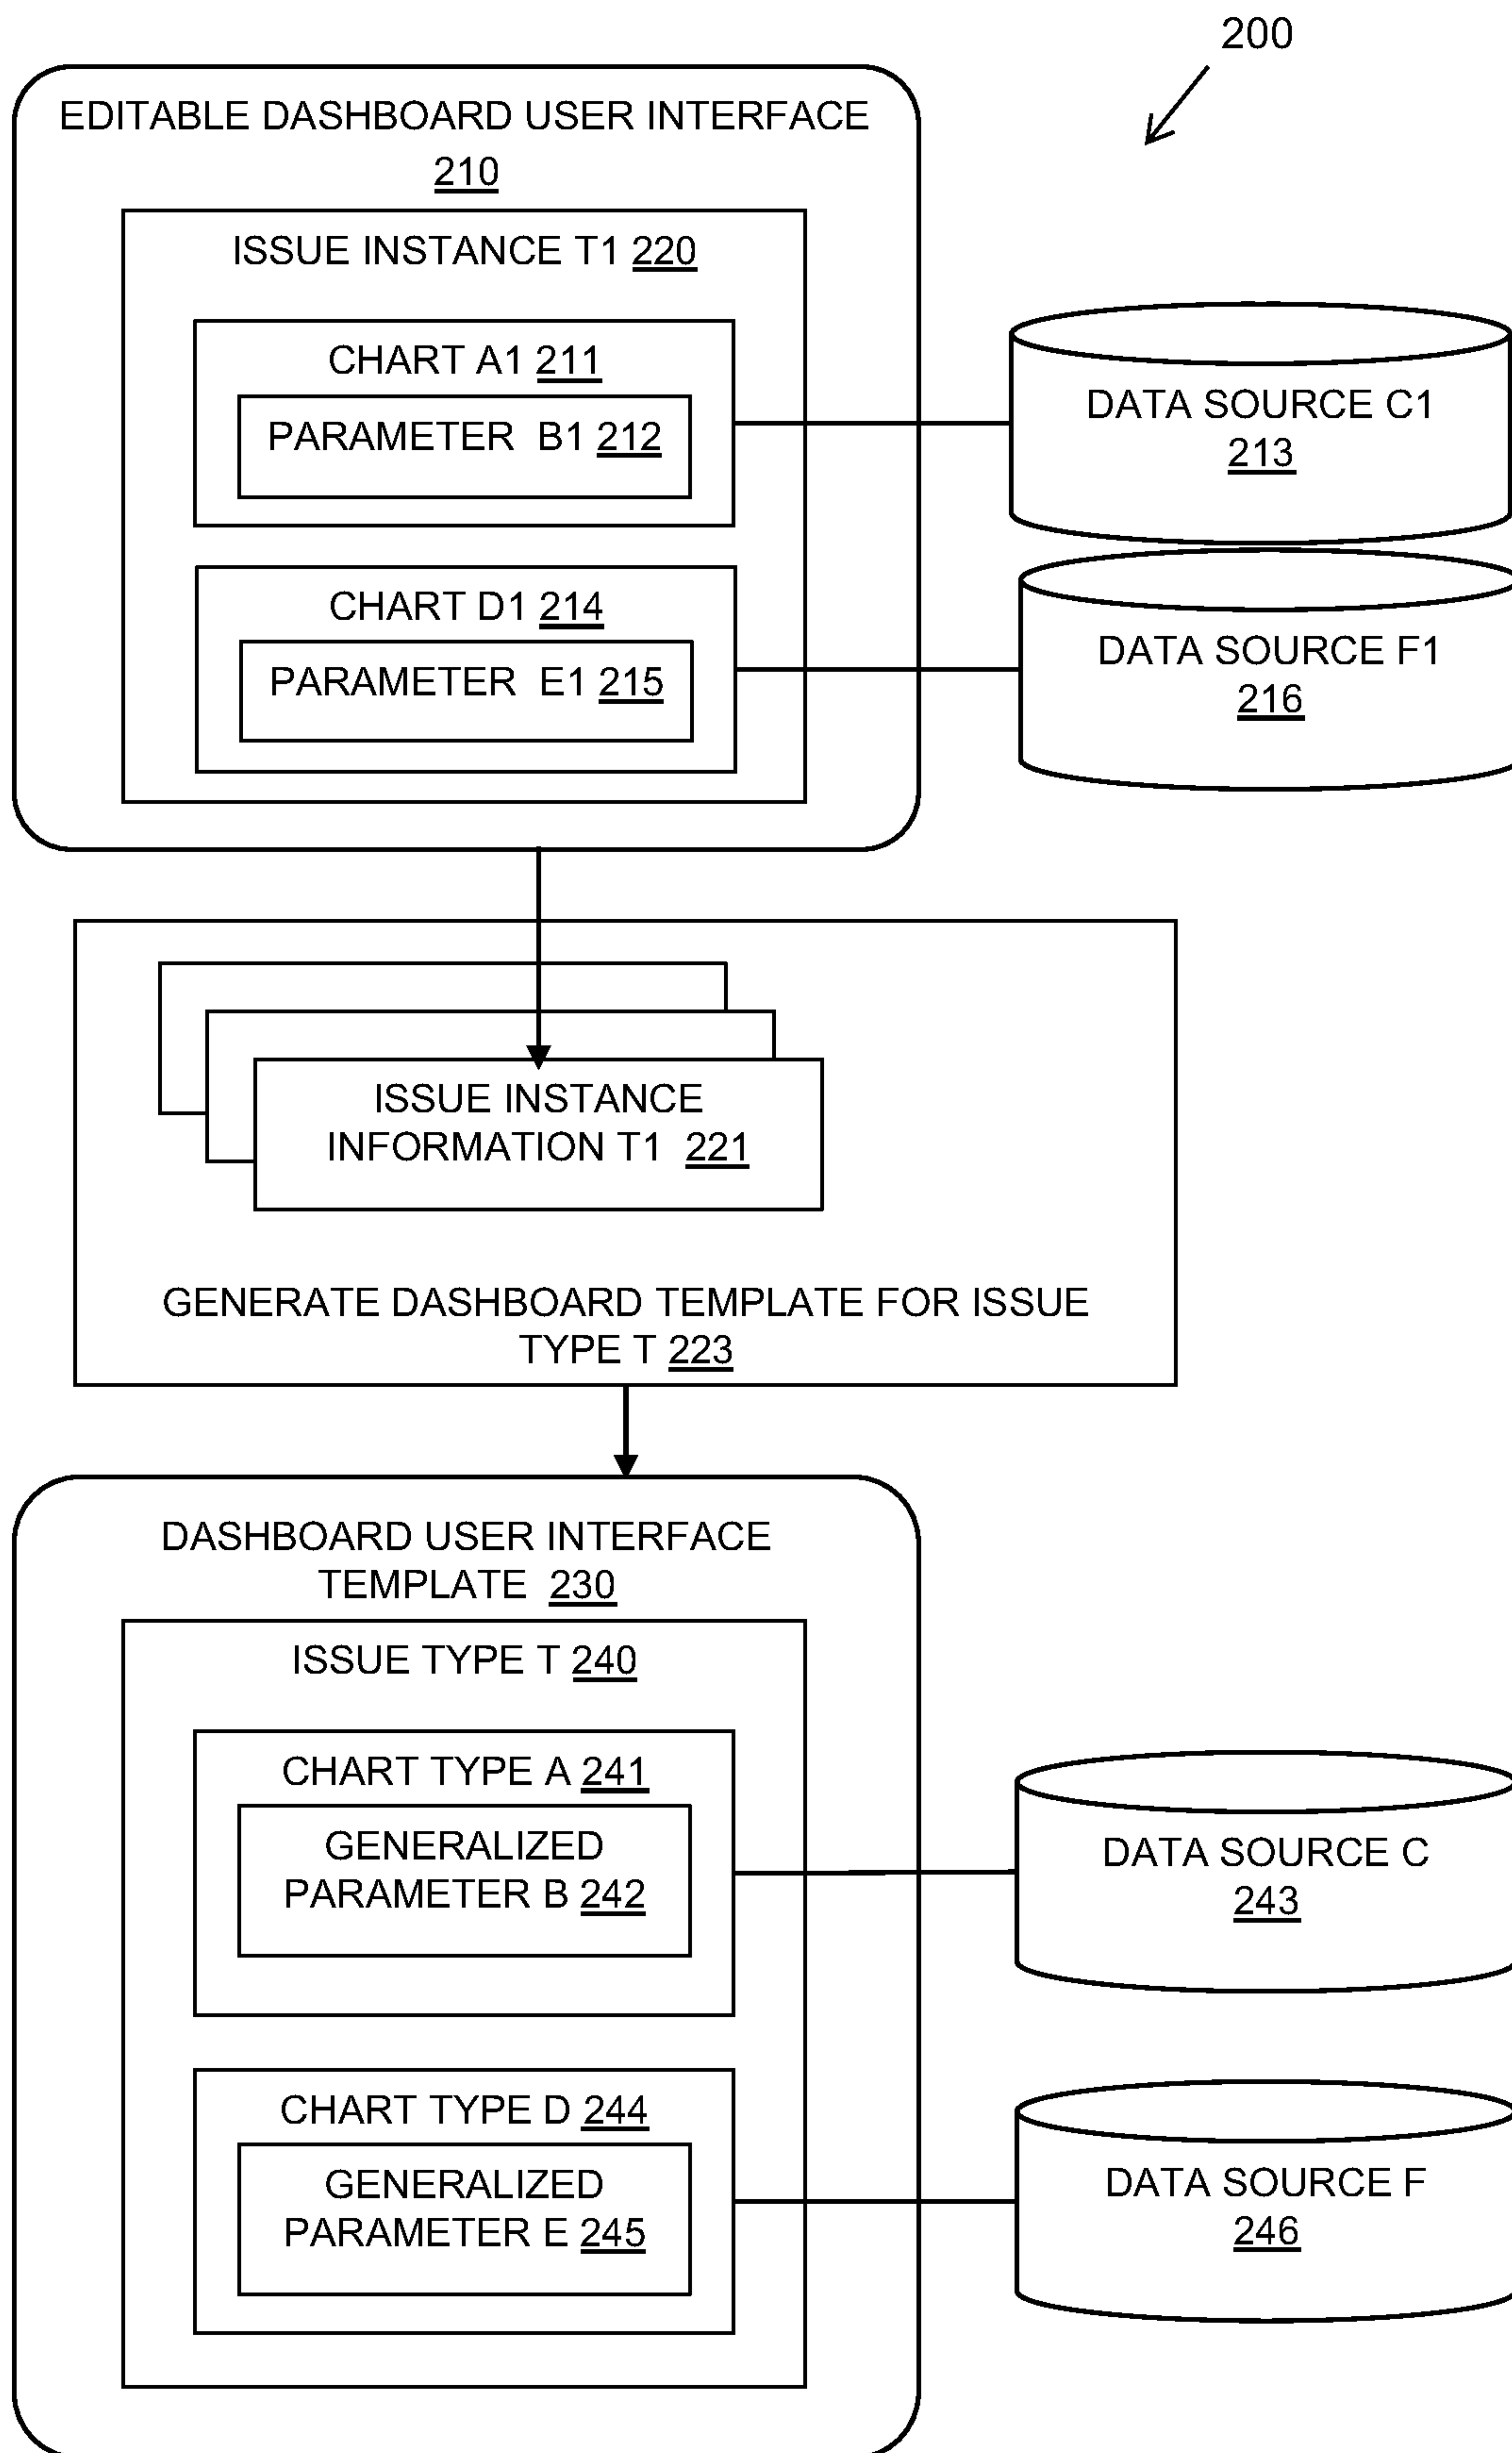 200
EDITABLE DASHBOARD USER INTERFACE
210
ISSUE INSTANCE T1 220
CHART A1 211
PARAMETER B1 212
DATA SOURCE C1
213
CHART D1 214
PARAMETER E1 215
DATA SOURCE F1
216
ISSUE INSTANCE
INFORMATION T1 221
GENERATE DASHBOARD TEMPLATE FOR ISSUE
TYPE T 223
DASHBOARD USER INTERFACE
TEMPLATE 230
ISSUE TYPE T 240
CHART TYPE A 241
GENERALIZED
PARAMETER B 242
DATA SOURCE C
243
CHART TYPE D 244
GENERALIZED
PARAMETER E 245
DATA SOURCE F
246